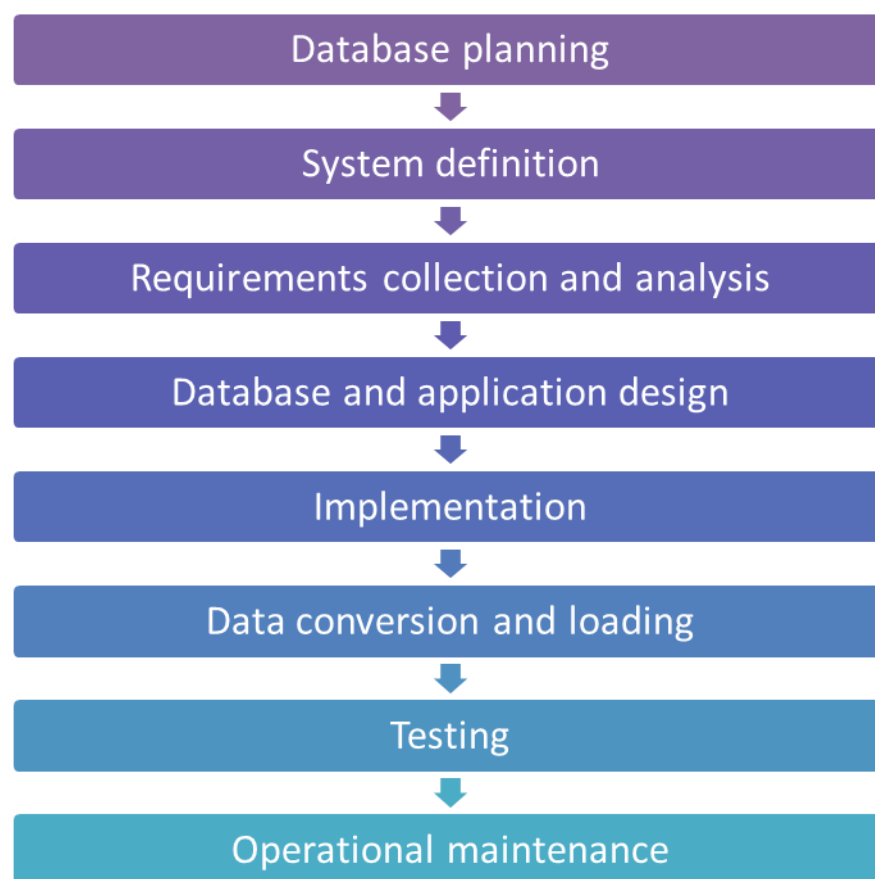 Database planning
System definition
Requirements collection and analysis
Database and application design
Implementation
Data conversion and loading
Testing
Operational maintenance